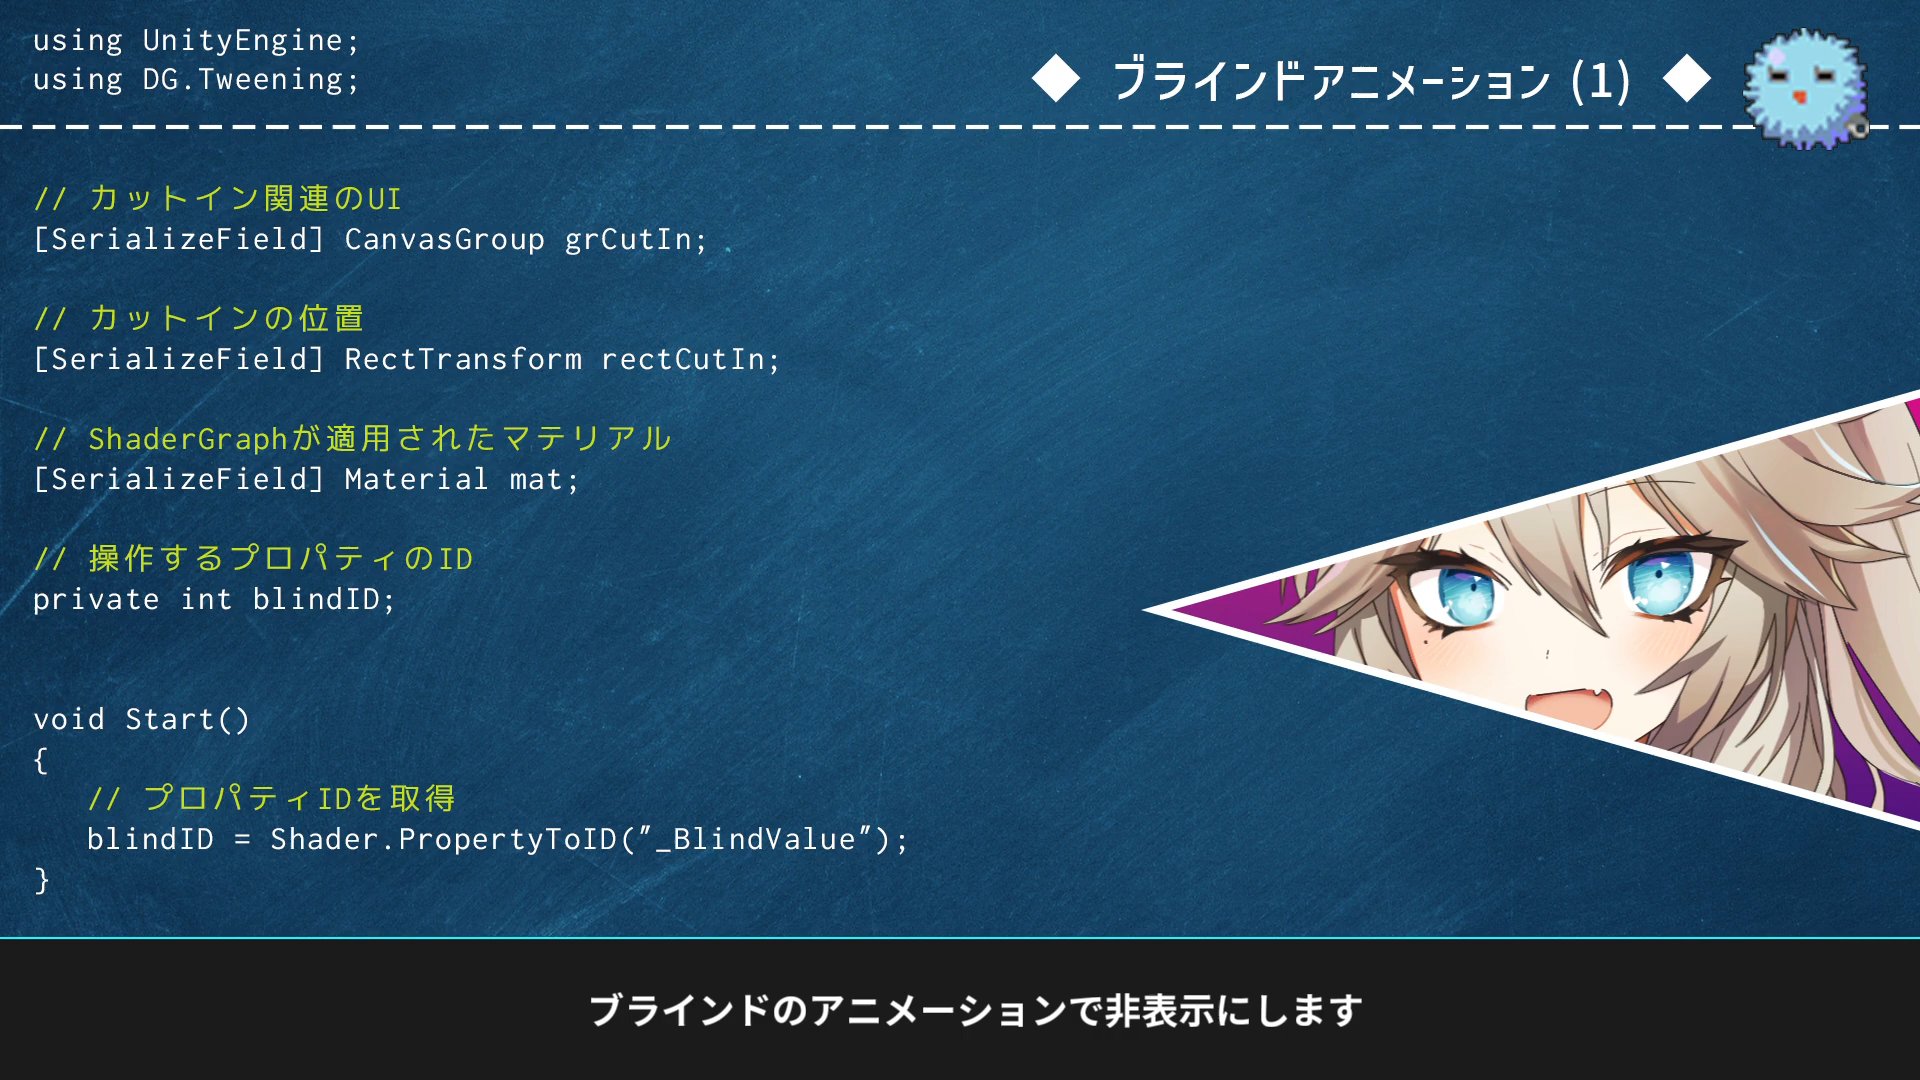 using UnityEngine;
using DG.Tweening;
◆ ブラインドアニメーション (1) ◆
// カットイン関連のUI
[SerializeField] CanvasGroup grCutIn;
// カットインの位置
[SerializeField] RectTransform rectCutIn;
// ShaderGraphが適用されたマテリアル
[SerializeField] Material mat;
// 操作するプロパティのID
private int blindID;
void Start()
{
// プロパティIDを取得
blindID = Shader.PropertyToID("_BlindValue");
}
ブラインドのアニメーションで非表示にします